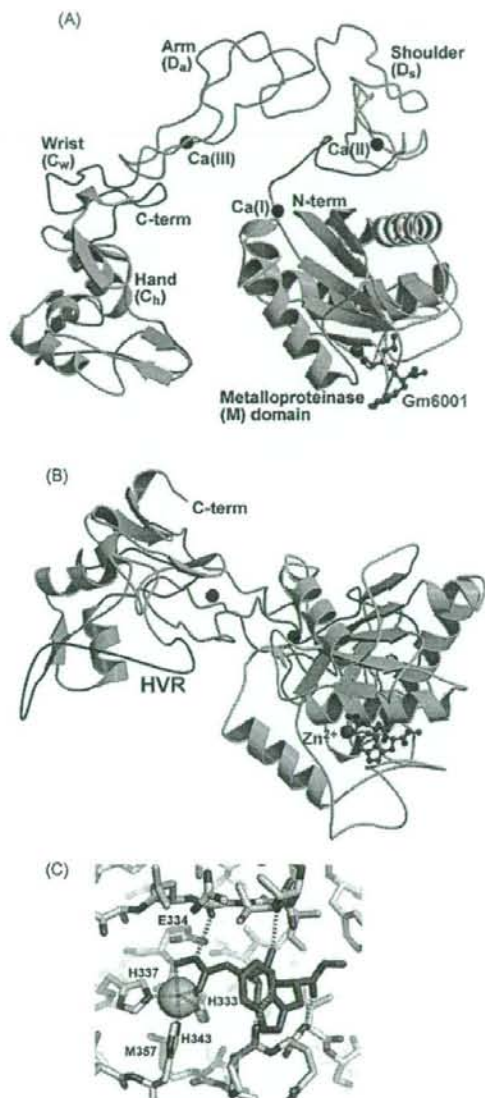 (A)
Arm
(Da)
Shoulder
(Ds)
Wrist
(Cw)
Ca(III)
Ca(II)
C-term
Ca(I)
N-term
Hand
(Ch)
Metalloproteinase
(M) domain
Gm6001
(B)
C-term
HVR
Zn2+
(C)
E334
H337
H333
H343
M357